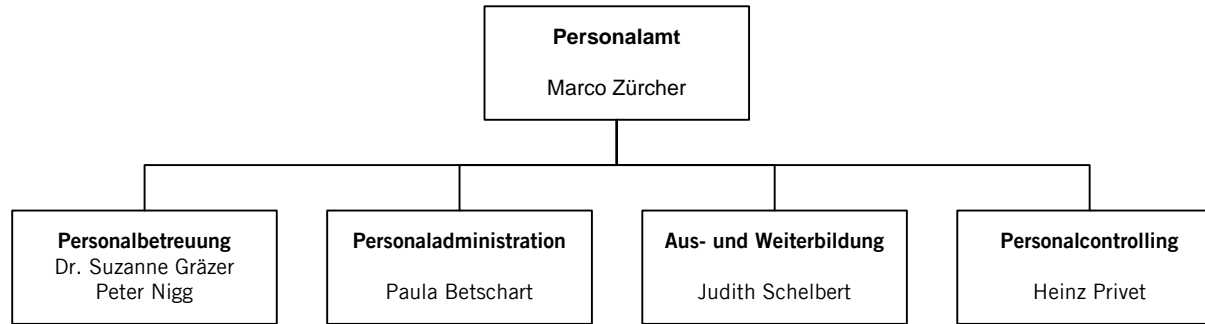 Personalamt
Marco Zürcher
Personalbetreuung
Dr. Suzanne Gräzer
Peter Nigg
Personaladministration
Paula Betschart
Aus- und Weiterbildung
Judith Schelbert
Personalcontrolling
Heinz Privet